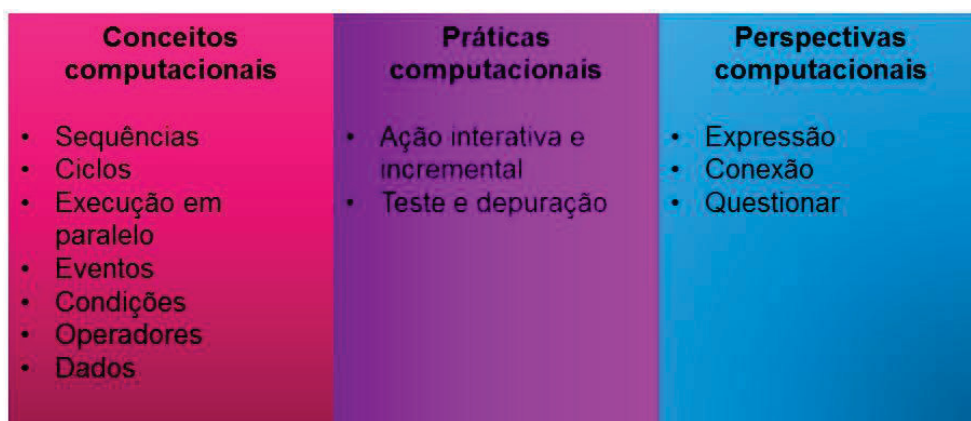 Conceitos
computacionais
• Sequências
• Ciclos
• Execução em
paralelo
• Eventos
• Condições
• Operadores
• Dados
Práticas
computacionais
• Ação interativa e
incremental
• Teste e depuração
Perspectivas
computacionais
• Expressão
• Conexão
• Questionar